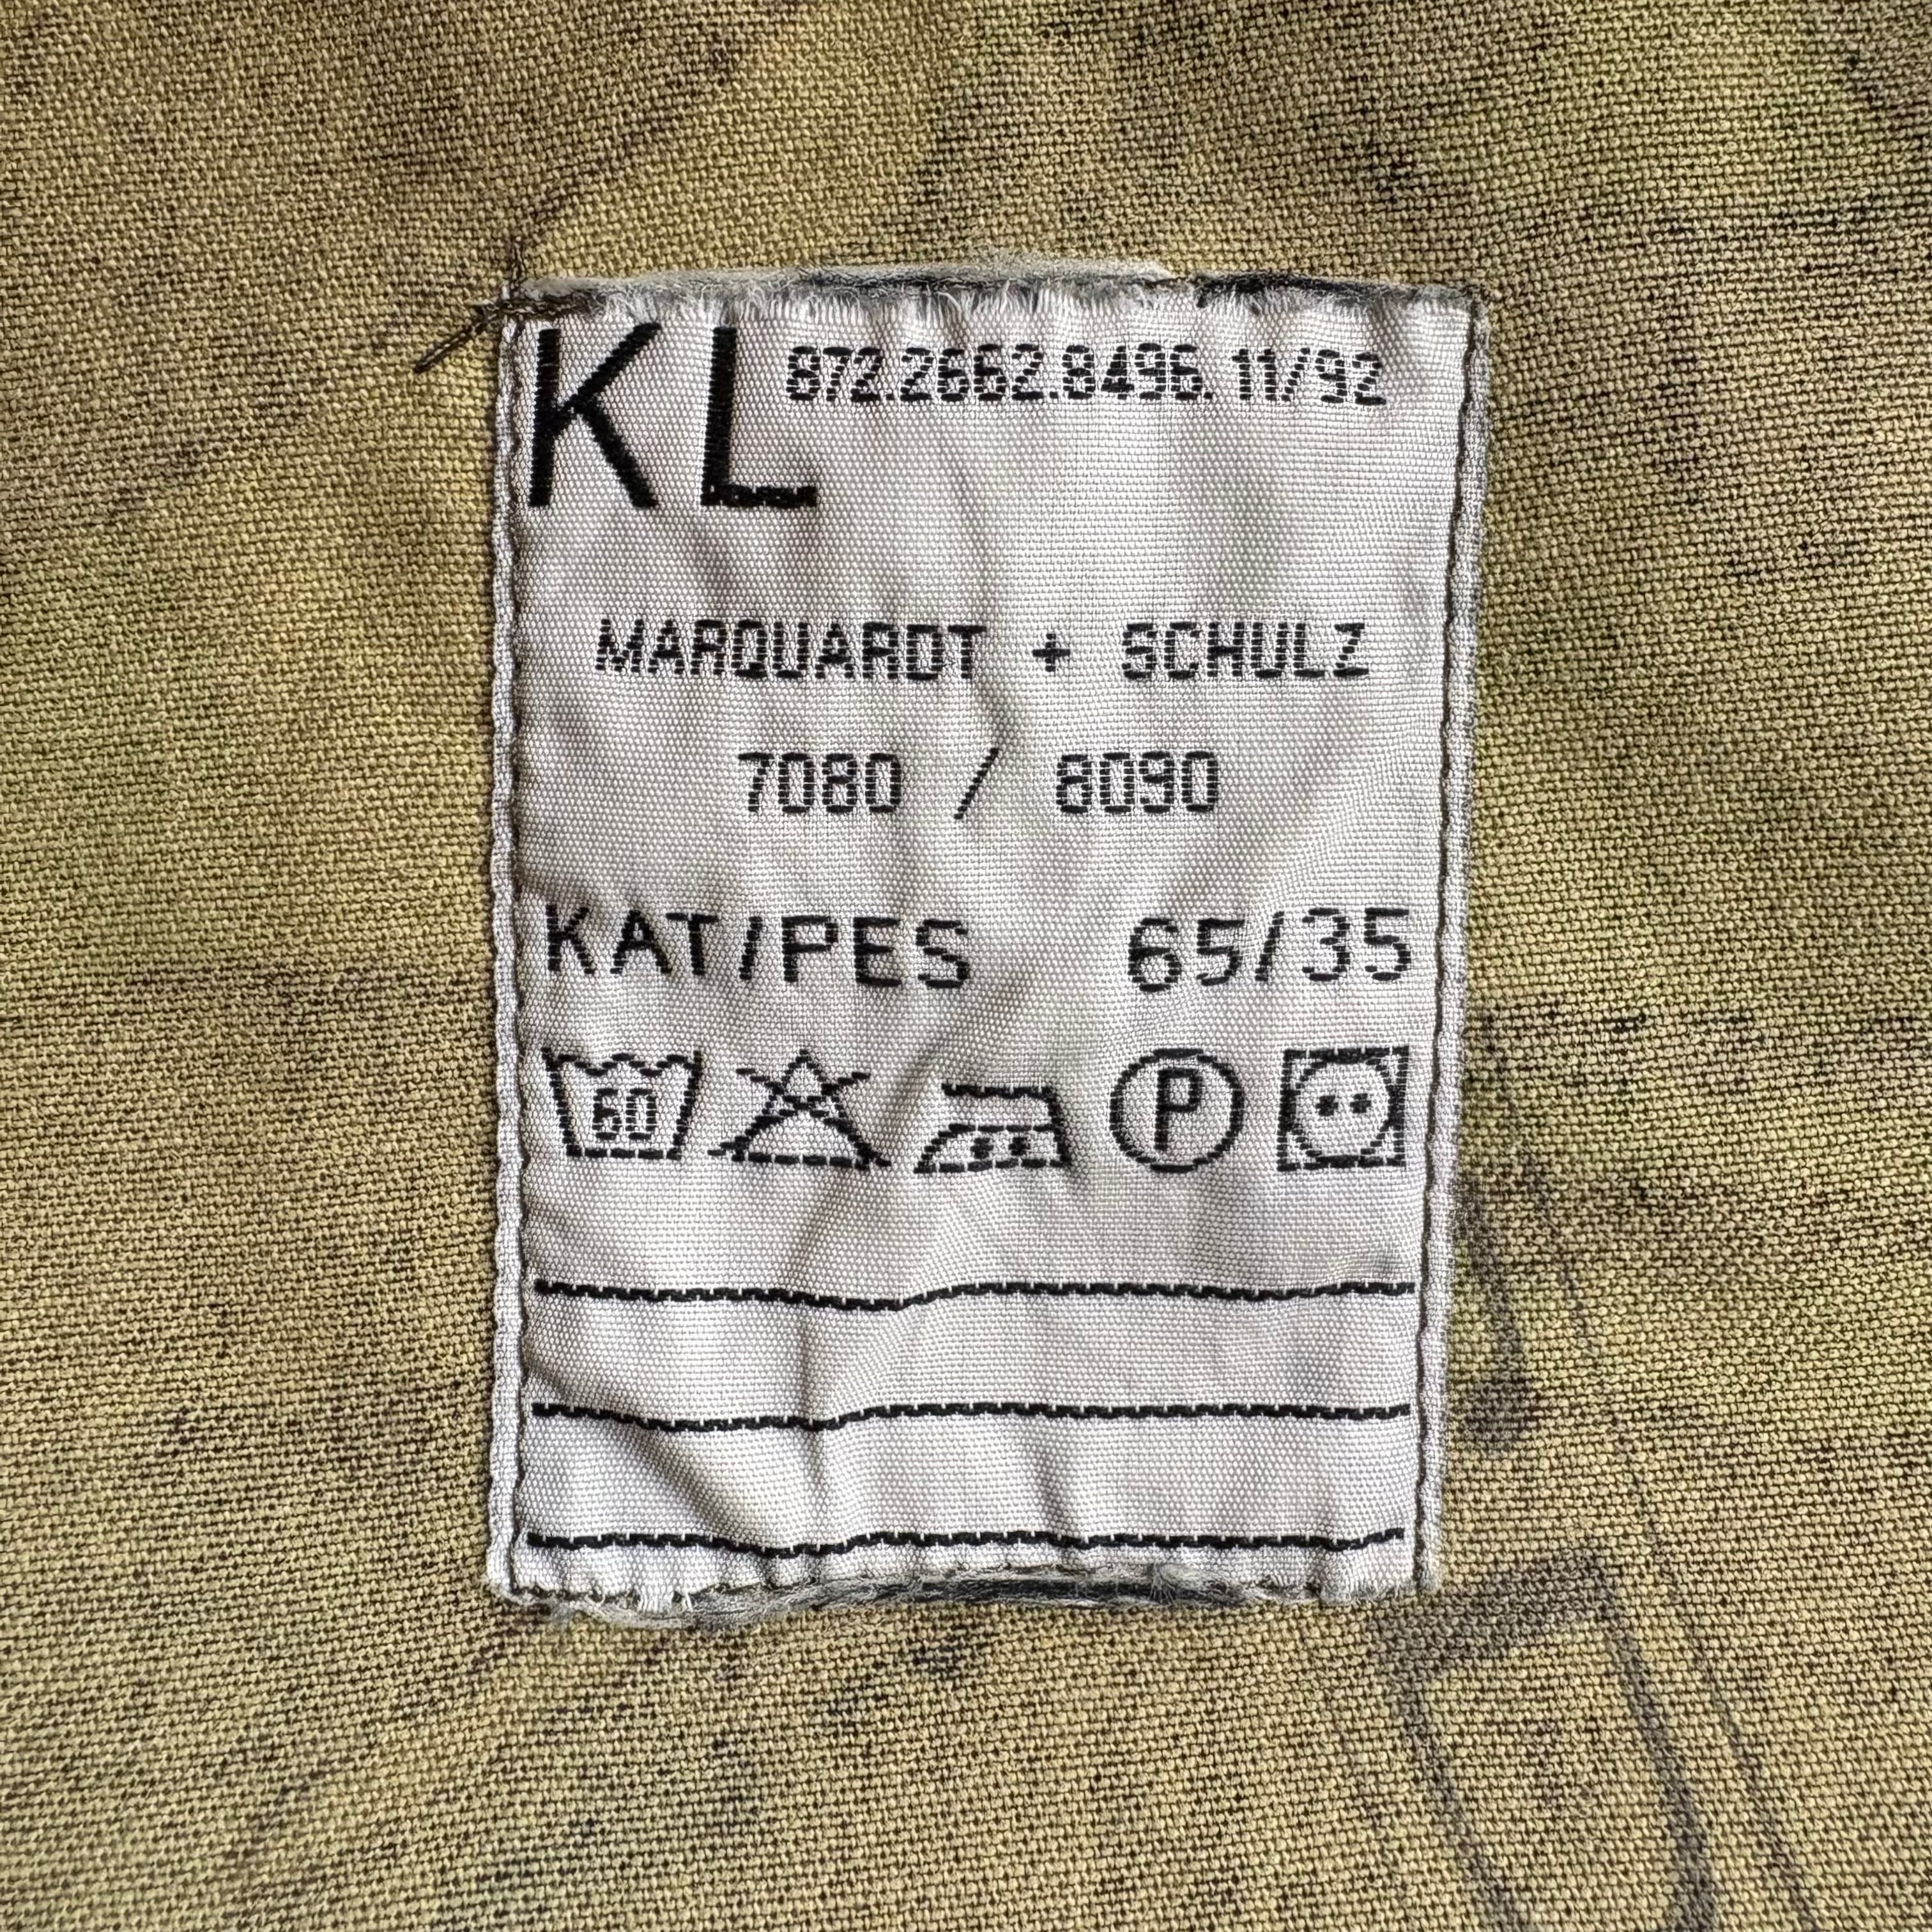 KL 872.2662.8496. 11/92
MARQUARDT + SCHULZ
7080 / 8090
KAT/PES 65/35
60 P